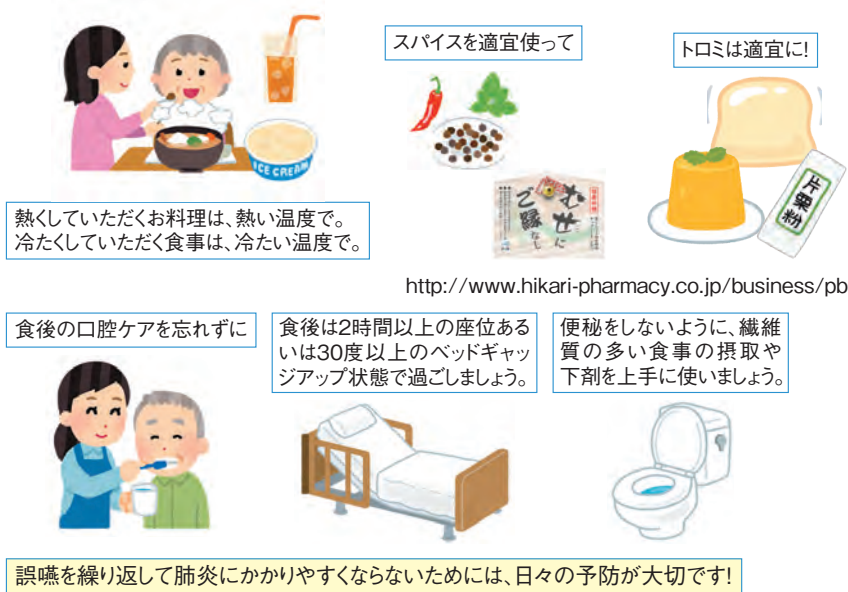 スパイスを適宜使って
トロミは適宜に!
ICE CREAM
むせに
ご縁なし
片栗粉
熱くしていただくお料理は、熱い温度で。
冷たくしていただく食事は、冷たい温度で。
http://www.hikari-pharmacy.co.jp/business/pb
食後の口腔ケアを忘れずに
食後は2時間以上の座位ある
いは30度以上のベッドギャッ
ジアップ状態で過ごしましょう。
便秘をしないように、繊維
質の多い食事の摂取や
下剤を上手に使いましょう。
誤嚥を繰り返して肺炎にかかりやすくならないためには、日々の予防が大切です!